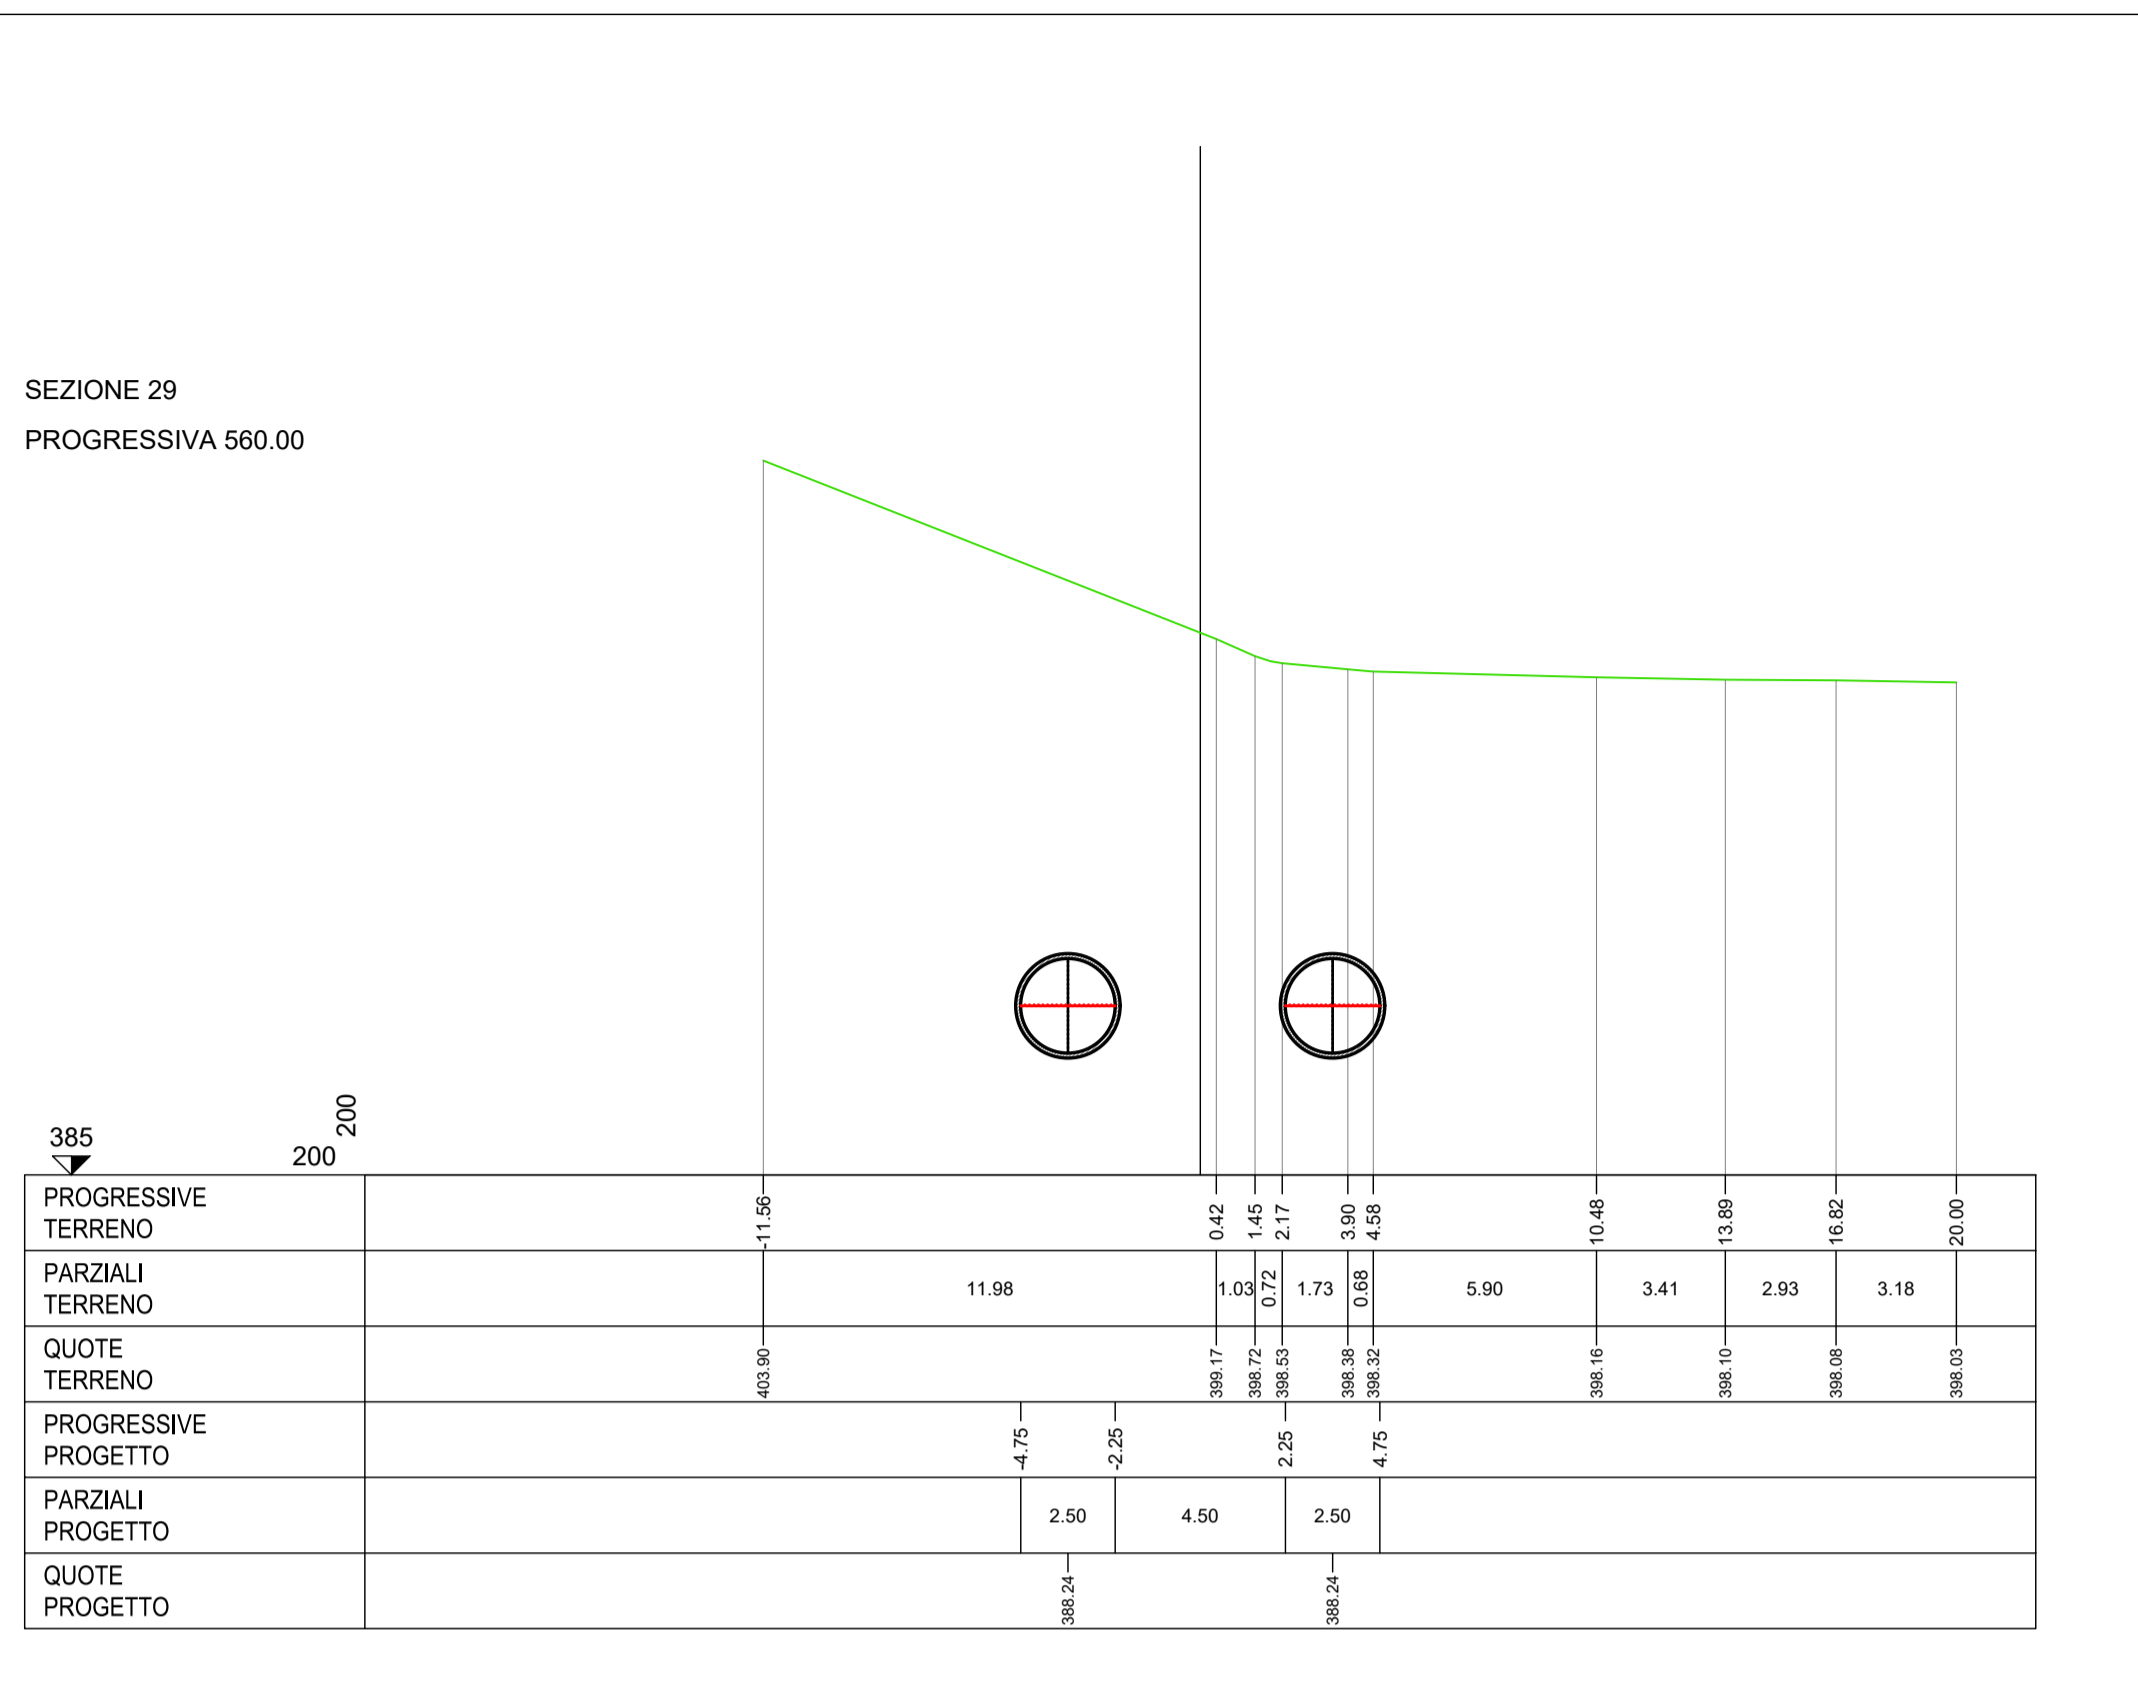 SEZIONE 29
PROGRESSIVA 560.00
200
385
200
PROGRESSIVE
TERRENO
-11.56 0.42 1.45 2.17 3.90 4.58 10.48 13.89 16.82 20.00
PARZIALI
TERRENO
11.98 1.03 0.72 1.73 0.68 5.90 3.41 2.93 3.18
QUOTE
TERRENO
403.90 399.17 398.72 398.53 398.38 398.32 398.16 398.10 398.08 398.03
PROGRESSIVE
PROGETTO
-4.75 -2.25 2.25 4.75
PARZIALI
PROGETTO
2.50 4.50 2.50
QUOTE
PROGETTO
388.24 388.24